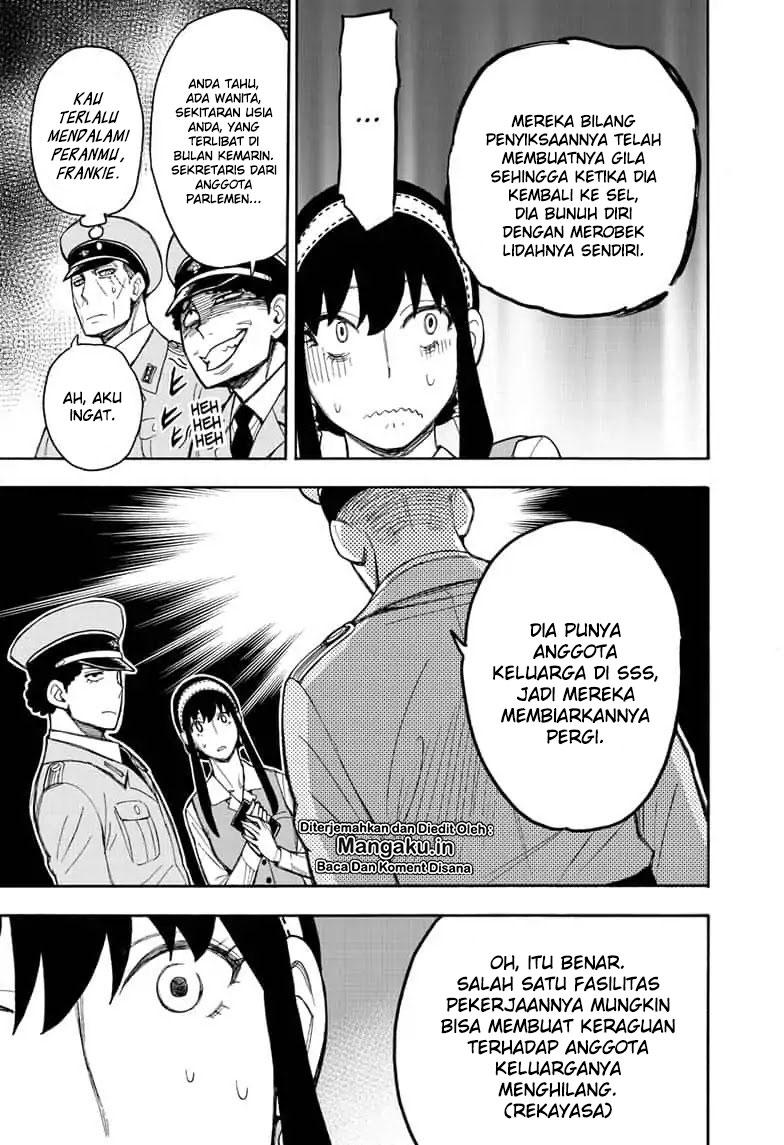 MEREKA BILANG
PENYIKSAANNYA TELAH
MEMBUATNYA GILA
SEHINGGA KETIKA DIA
KEMBALI KE SEL,
DIA BUNUH DIRI
DENGAN MEROBEK
LIDAHNYA SENDIRI.
...
ANDA TAHU,
ADA WANITA,
SEKITARAN USIA
ANDA, YANG
TERLIBAT DI
BULAN KEMARIN.
SEKRETARIS DARI
ANGGOTA
PARLEMEN...
KAU
TERLALU
MENDALAMI
PERANMU,
FRANKIE.
HEH
HEH
HEH
AH, AKU
INGAT.
DIA PUNYA
ANGGOTA
KELUARGA DI SSS,
JADI MEREKA
MEMBIARKANNYA
PERGI.
Diterjemahkan dan Diedit Oleh :
Mangaku.in
Baca Dan Koment Disana
OH, ITU BENAR.
SALAH SATU FASILITAS
PEKERJAANNYA MUNGKIN
BISA MEMBUAT KERAGUAN
TERHADAP ANGGOTA
KELUARGANYA
MENGHILANG.
(REKAYASA)